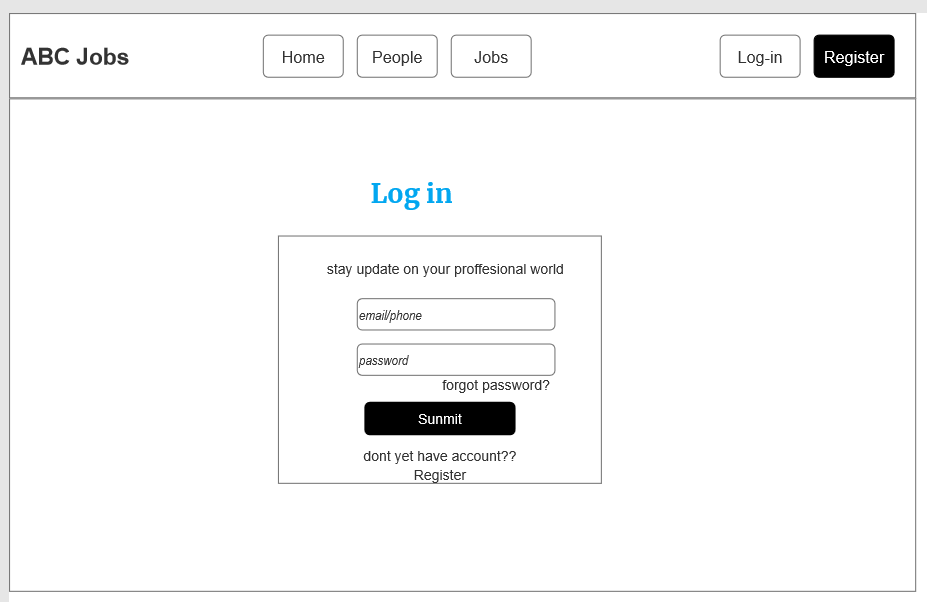 ABC Jobs
Home People Jobs
Log-in Register
Log in
stay update on your proffesional world
email/phone
password
forgot password?
Sunmit
dont yet have account??
Register